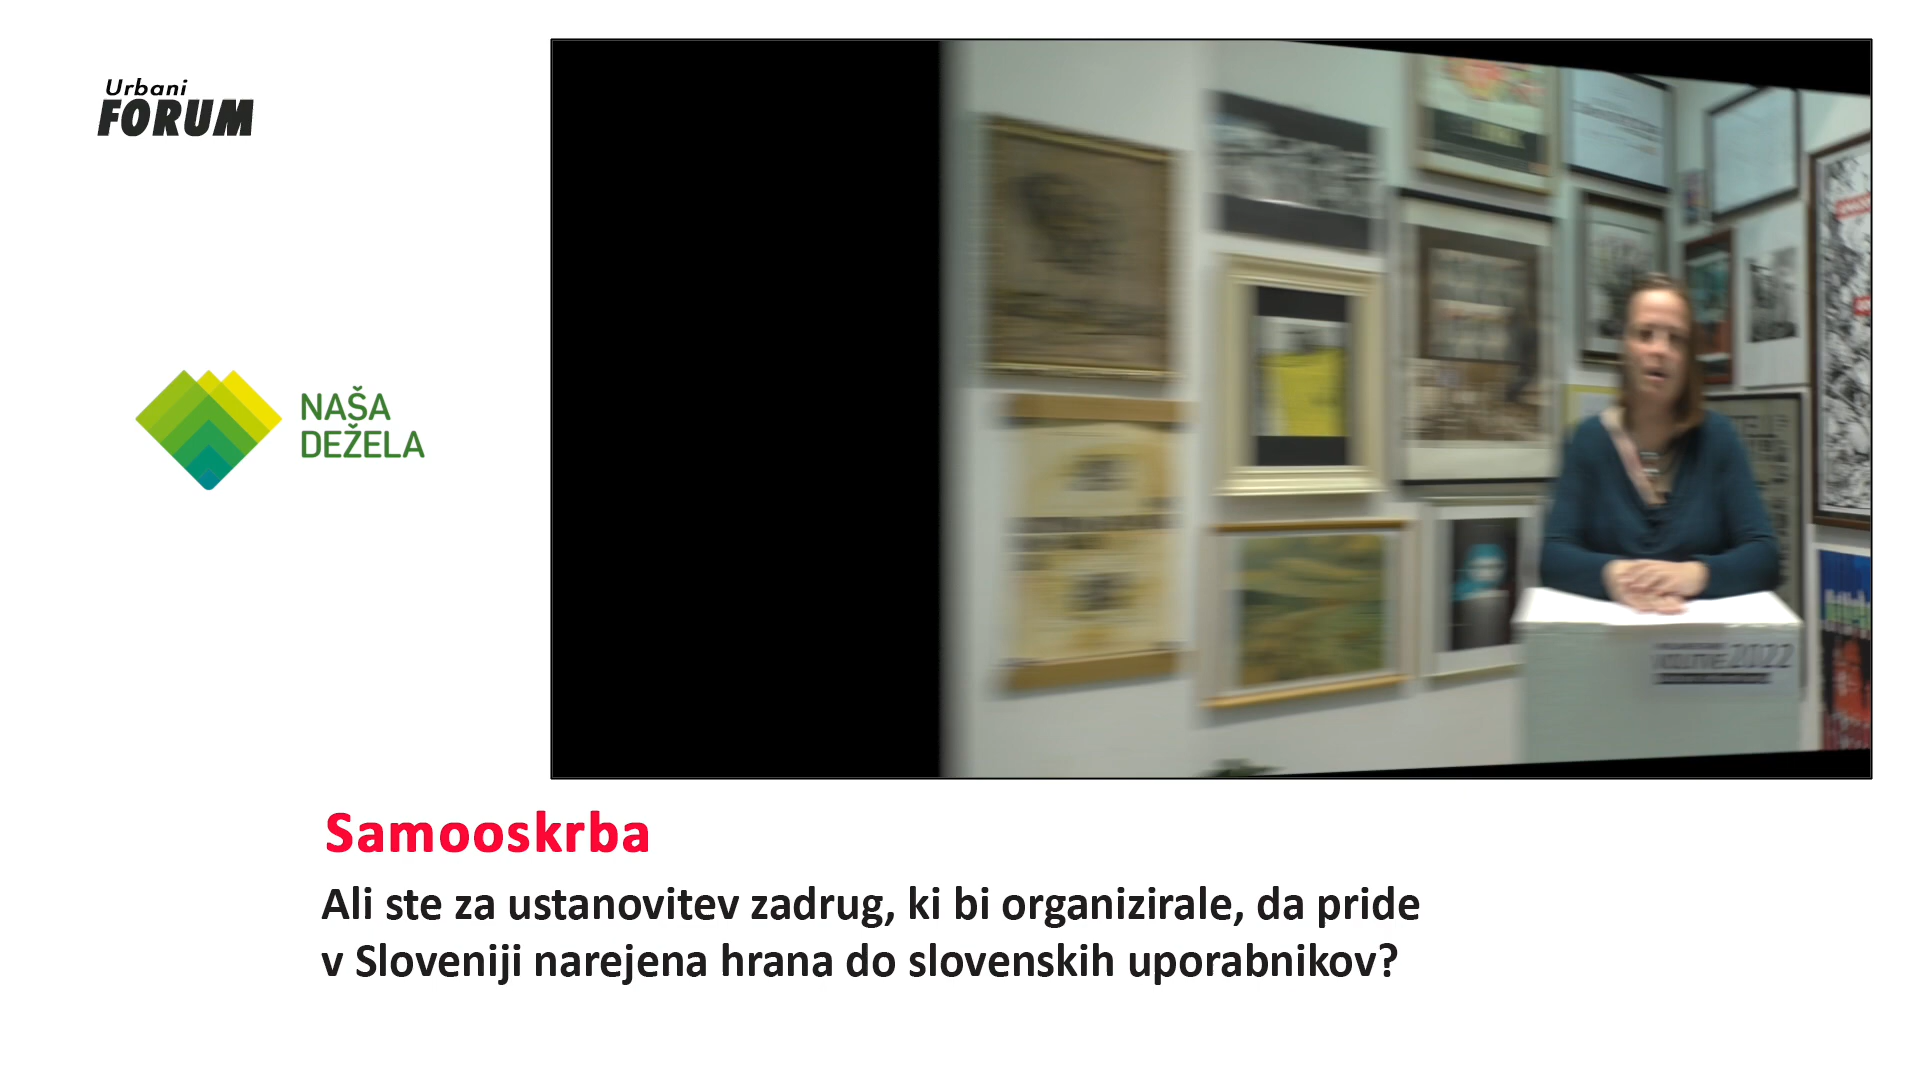 Urbani
FORUM
NAŠA
DEŽELA
2022
Samooskrba
Ali ste za ustanovitev zadrug, ki bi organizirale, da pride
v Sloveniji narejena hrana do slovenskih uporabnikov?